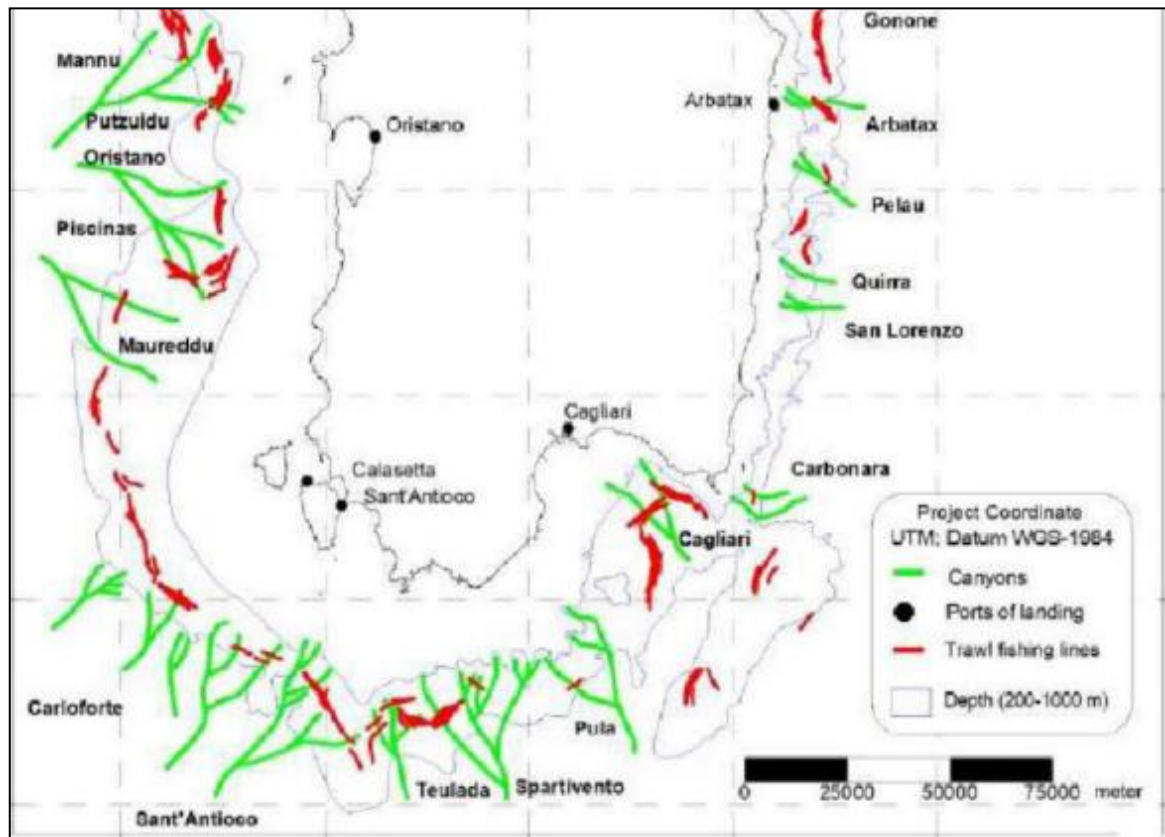 Gonone
Mannu
Arbatax
Putzuidu
Oristano
Arbatax
Oristano
Pelau
Piscinas
Quirra
San Lorenzo
Maureddu
Cagliari
Calasetta
Sant'Antioco
Carbonara
Cagliari
Project Coordinate
UTM; Datum WGS-1984
Canyons
Ports of landing
Trawl fishing lines
Depth (200-1000 m)
Carloforte
Pula
Teulada
Spartivento
Sant'Antioco
0 25000 50000 75000 meter